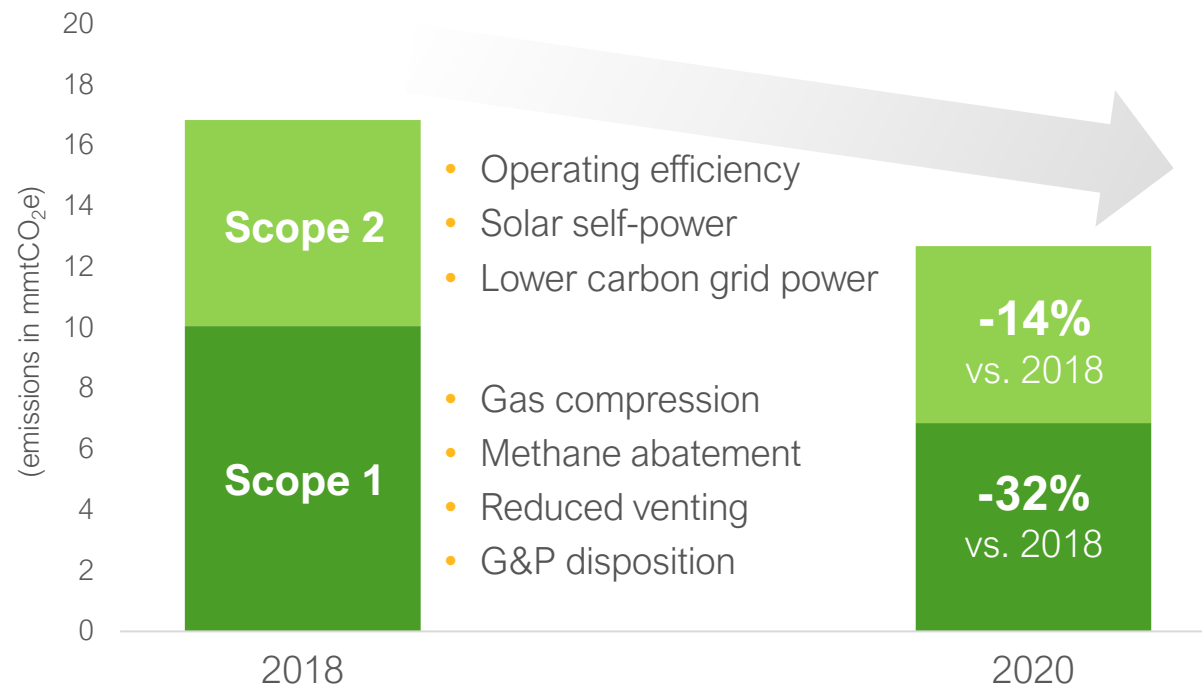 (emissions in mmtCO₂e)
20
18
16
14
12
10
8
6
4
2
0
Scope 2
Scope 1
• Operating efficiency
• Solar self-power
• Lower carbon grid power
• Gas compression
• Methane abatement
• Reduced venting
• G&P disposition
-14%
vs. 2018
-32%
vs. 2018
2018
2020